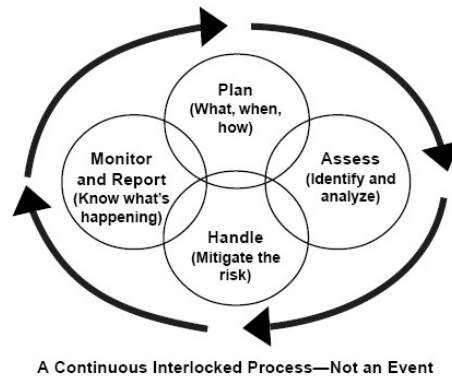 Plan
(What, when,
how)
Monitor
and Report
(Know what's
happening)
Assess
(Identify and
analyze)
Handle
(Mitigate the
risk)
A Continuous Interlocked Process—Not an Event